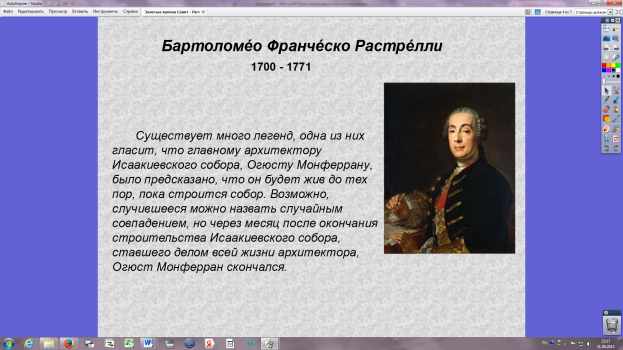 ActivInspire - Studio
Файл Редактировать Просмотр Вставить Инструменты Справка
Страница 4 из 7
Бартоломе́о Франче́ско Растре́лли
1700 - 1771
Существует много легенд, одна из них
гласит, что главному архитектору
Исаакиевского собора, Огюсту Монферрану,
было предсказано, что он будет жив до тех
пор, пока строится собор. Возможно,
случившееся можно назвать случайным
совпадением, но через месяц после окончания
строительства Исаакиевского собора,
ставшего делом всей жизни архитектора,
Огюст Монферран скончался.